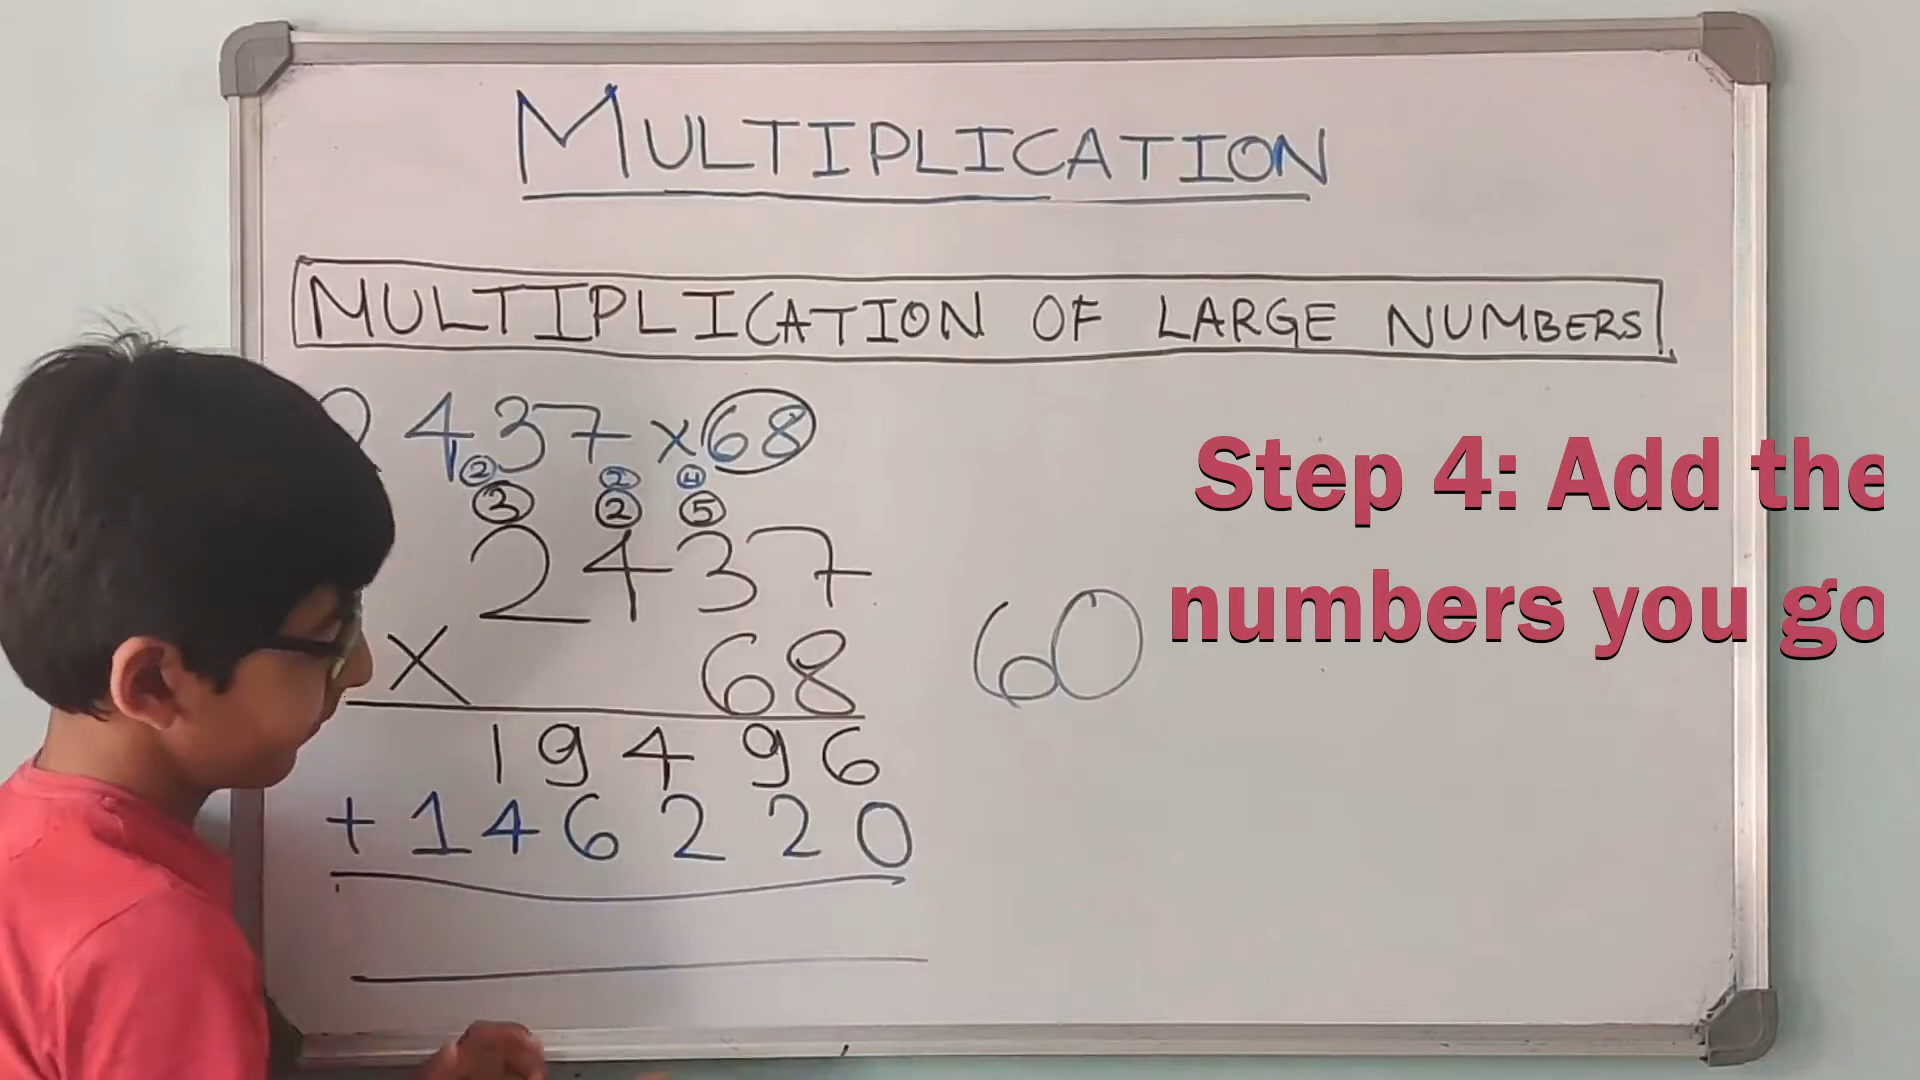 MULTIPLICATION
MULTIPLICATION OF LARGE NUMBERS
2437 x 68
2 2 4
3 2 5
2437
X 68
19496
+ 146220
60
Step 4: Add the
numbers you go